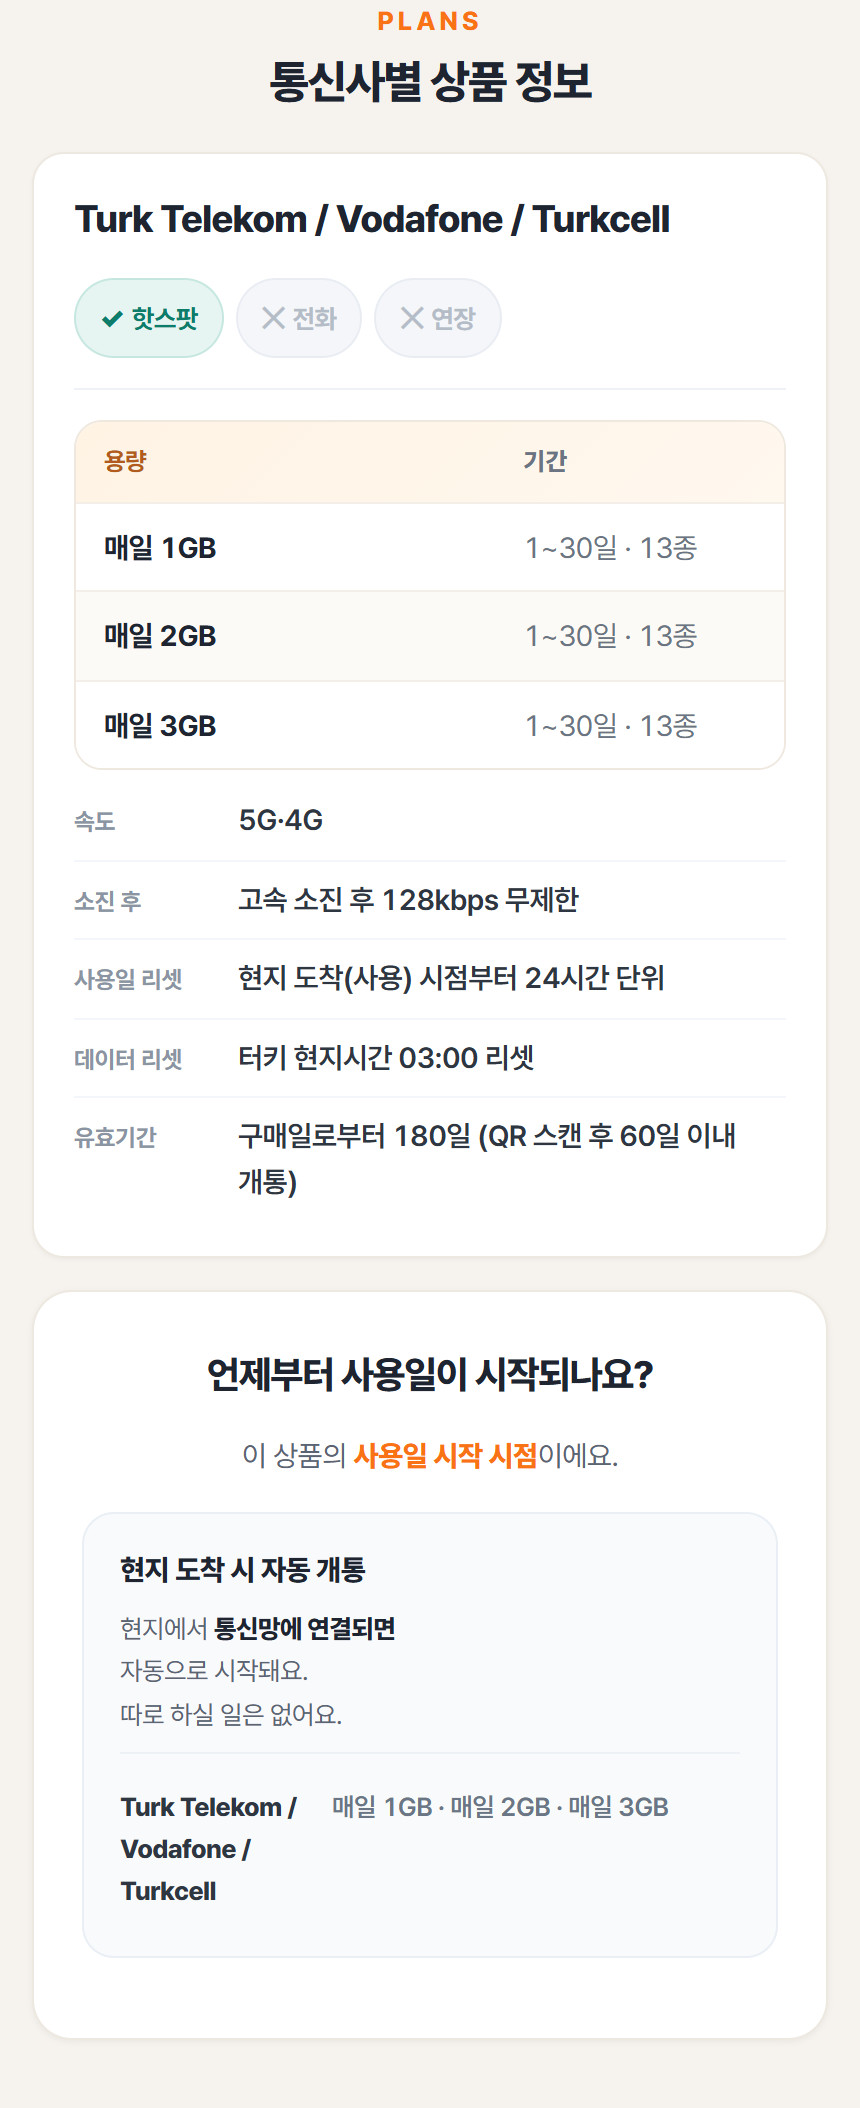 PLANS
통신사별 상품 정보
Turk Telekom / Vodafone / Turkcell
✓ 핫스팟 ✕ 전화 ✕ 연장
용량 기간
매일 1GB 1~30일 · 13종
매일 2GB 1~30일 · 13종
매일 3GB 1~30일 · 13종
속도 5G·4G
소진 후 고속 소진 후 128kbps 무제한
사용일 리셋 현지 도착(사용) 시점부터 24시간 단위
데이터 리셋 터키 현지시간 03:00 리셋
유효기간 구매일로부터 180일 (QR 스캔 후 60일 이내
개통)
언제부터 사용일이 시작되나요?
이 상품의 사용일 시작 시점이에요.
현지 도착 시 자동 개통
현지에서 통신망에 연결되면
자동으로 시작돼요.
따로 하실 일은 없어요.
Turk Telekom / 매일 1GB · 매일 2GB · 매일 3GB
Vodafone /
Turkcell